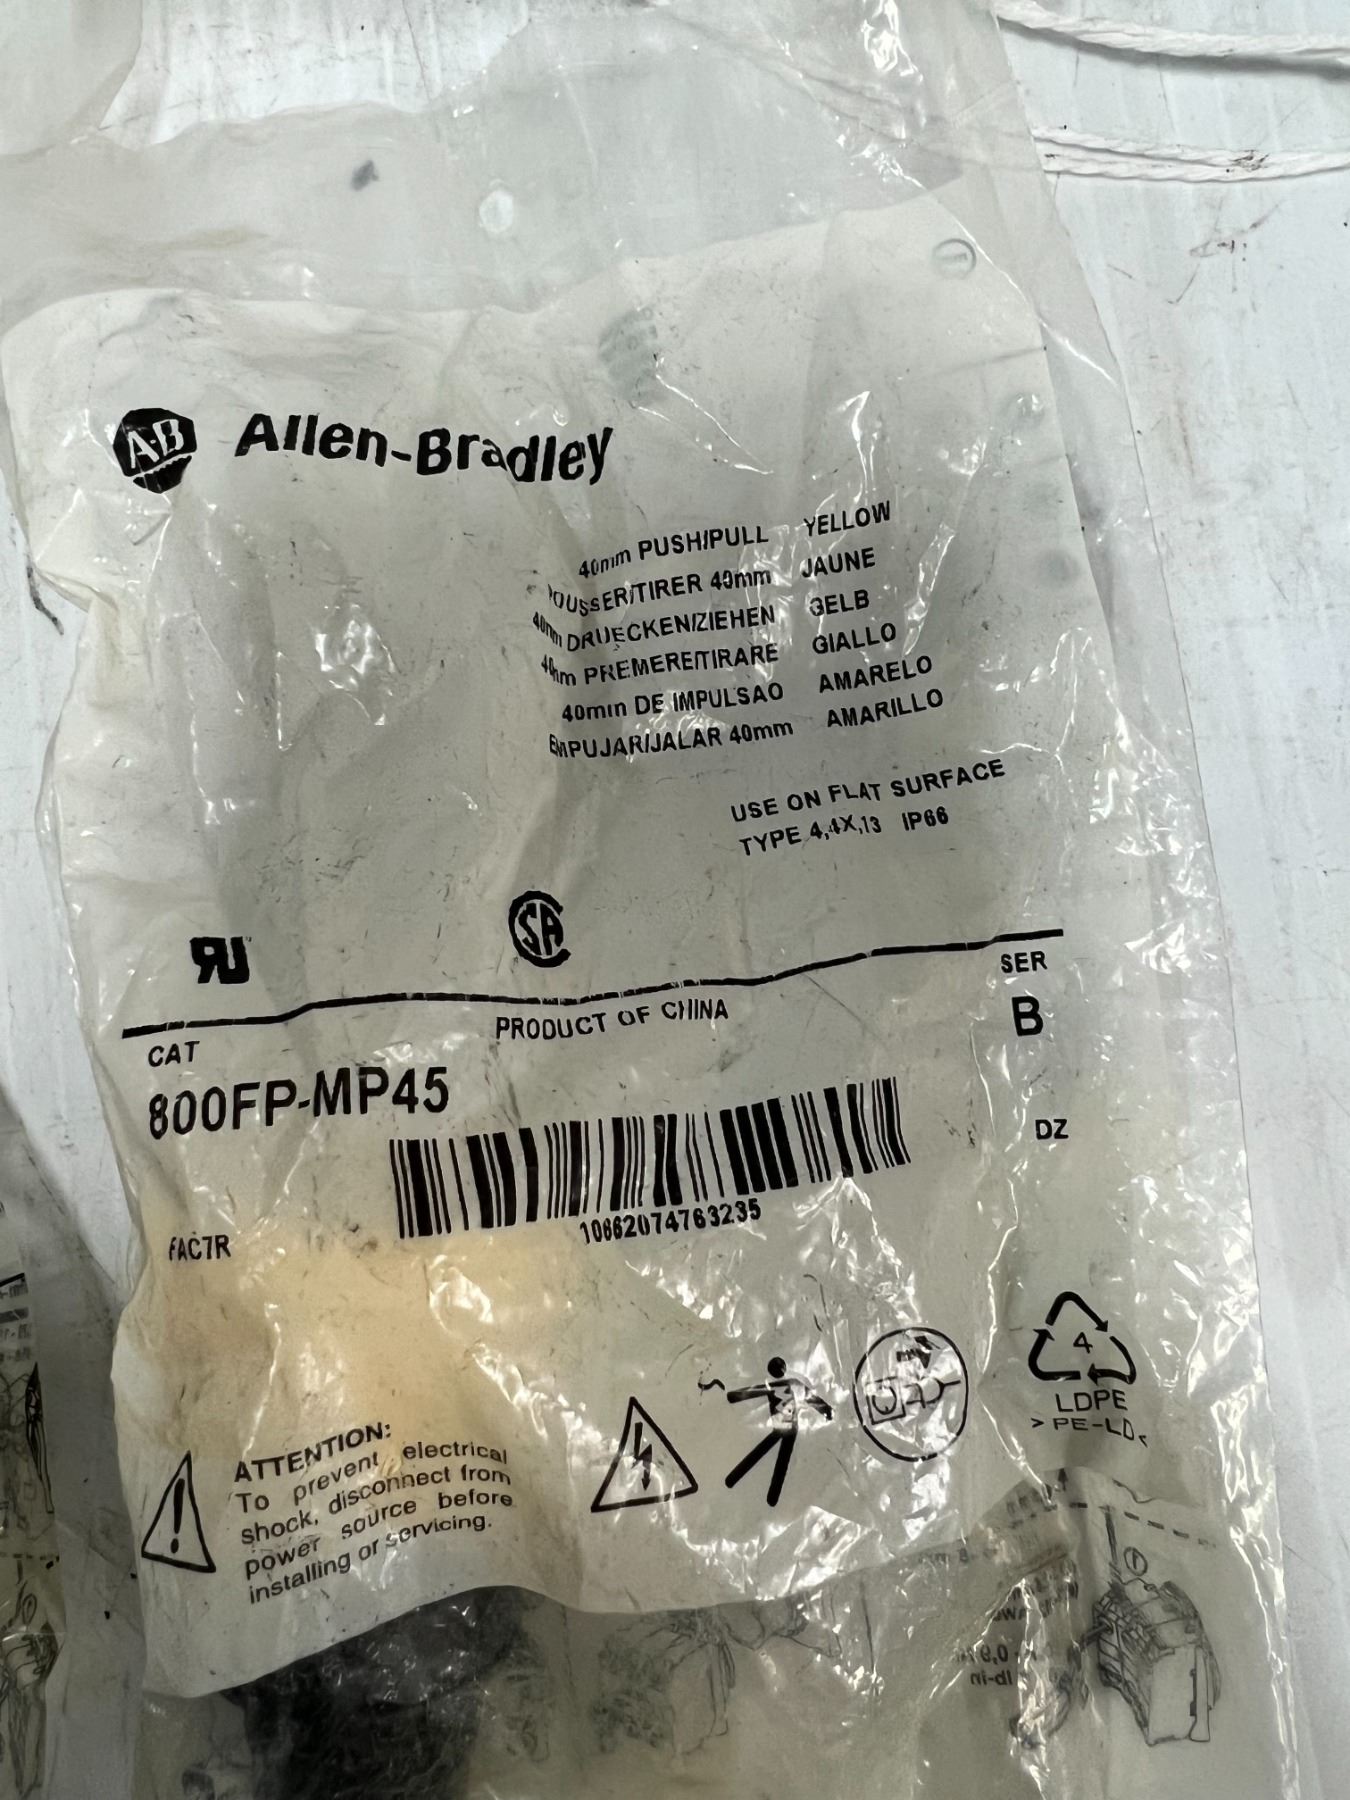 A-B Allen-Bradley
40mm PUSH/PULL YELLOW
POUSSER/TIRER 40mm JAUNE
40mm DRUECKEN/ZIEHEN GELB
40mm PREMERE/TIRARE GIALLO
40mm DE IMPULSAO AMARELO
EMPUJAR/JALAR 40mm AMARILLO
USE ON FLAT SURFACE
TYPE 4,4X,13 IP66
SER
PRODUCT OF CHINA
B
CAT
800FP-MP45
DZ
10662074763235
FAC7R
4
LDPE
>PE-LD<
ATTENTION:
To prevent electrical
shock, disconnect from
power source before
installing or servicing.
lb-in